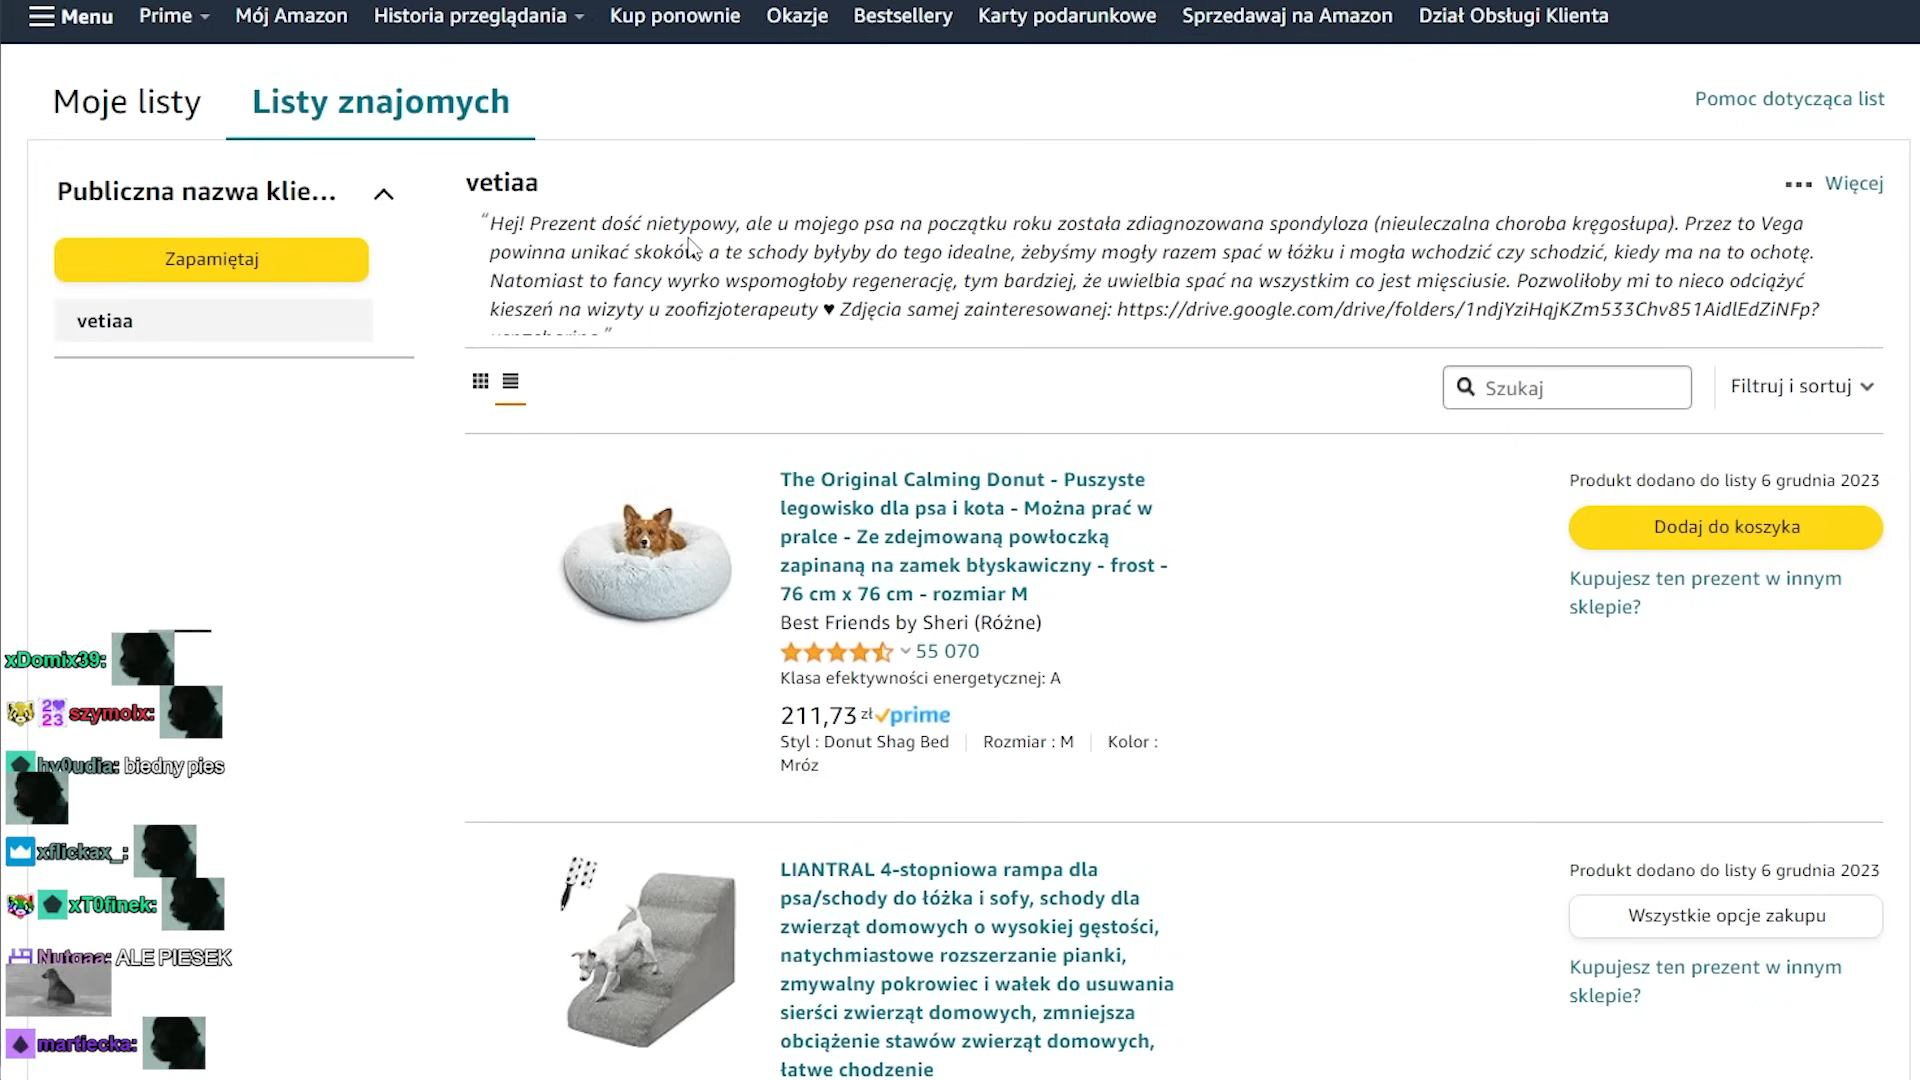 Menu Prime Mój Amazon Historia przeglądania Kup ponownie Okazje Bestsellery Karty podarunkowe Sprzedawaj na Amazon Dział Obsługi Klienta
Moje listy Listy znajomych Pomoc dotycząca list
Publiczna nazwa klie...
Zapamiętaj
vetiaa
vetiaa
Więcej
"Hej! Prezent dość nietypowy, ale u mojego psa na początku roku została zdiagnozowana spondyloza (nieuleczalna choroba kręgosłupa). Przez to Vega
powinna unikać skoków, a te schody byłyby do tego idealne, żebyśmy mogły razem spać w łóżku i mogła wchodzić czy schodzić, kiedy ma na to ochotę.
Natomiast to fancy wyrko wspomogłoby regenerację, tym bardziej, że uwielbia spać na wszystkim co jest mięsciusie. Pozwoliłoby mi to nieco odciążyć
kieszeń na wizyty u zoofizjoterapeuty ♥ Zdjęcia samej zainteresowanej: https://drive.google.com/drive/folders/1ndjYziHqjKZm533Chv851AidlEdZiNFp?
Szukaj
Filtruj i sortuj
The Original Calming Donut - Puszyste
legowisko dla psa i kota - Można prać w
pralce - Ze zdejmowaną powłoczką
zapinaną na zamek błyskawiczny - frost -
76 cm x 76 cm - rozmiar M
Best Friends by Sheri (Różne)
55 070
Klasa efektywności energetycznej: A
211,73 zł prime
Styl : Donut Shag Bed Rozmiar : M Kolor :
Mróz
Produkt dodano do listy 6 grudnia 2023
Dodaj do koszyka
Kupujesz ten prezent w innym
sklepie?
LIANTRAL 4-stopniowa rampa dla
psa/schody do łóżka i sofy, schody dla
zwierząt domowych o wysokiej gęstości,
natychmiastowe rozszerzanie pianki,
zmywalny pokrowiec i wałek do usuwania
sierści zwierząt domowych, zmniejsza
obciążenie stawów zwierząt domowych,
łatwe chodzenie
Produkt dodano do listy 6 grudnia 2023
Wszystkie opcje zakupu
Kupujesz ten prezent w innym
sklepie?
xDomix39:
2023 szymolx:
hy0udia: biedny pies
xflickax_:
xT0finek:
Nutgaa: ALE PIESEK
martiecka: